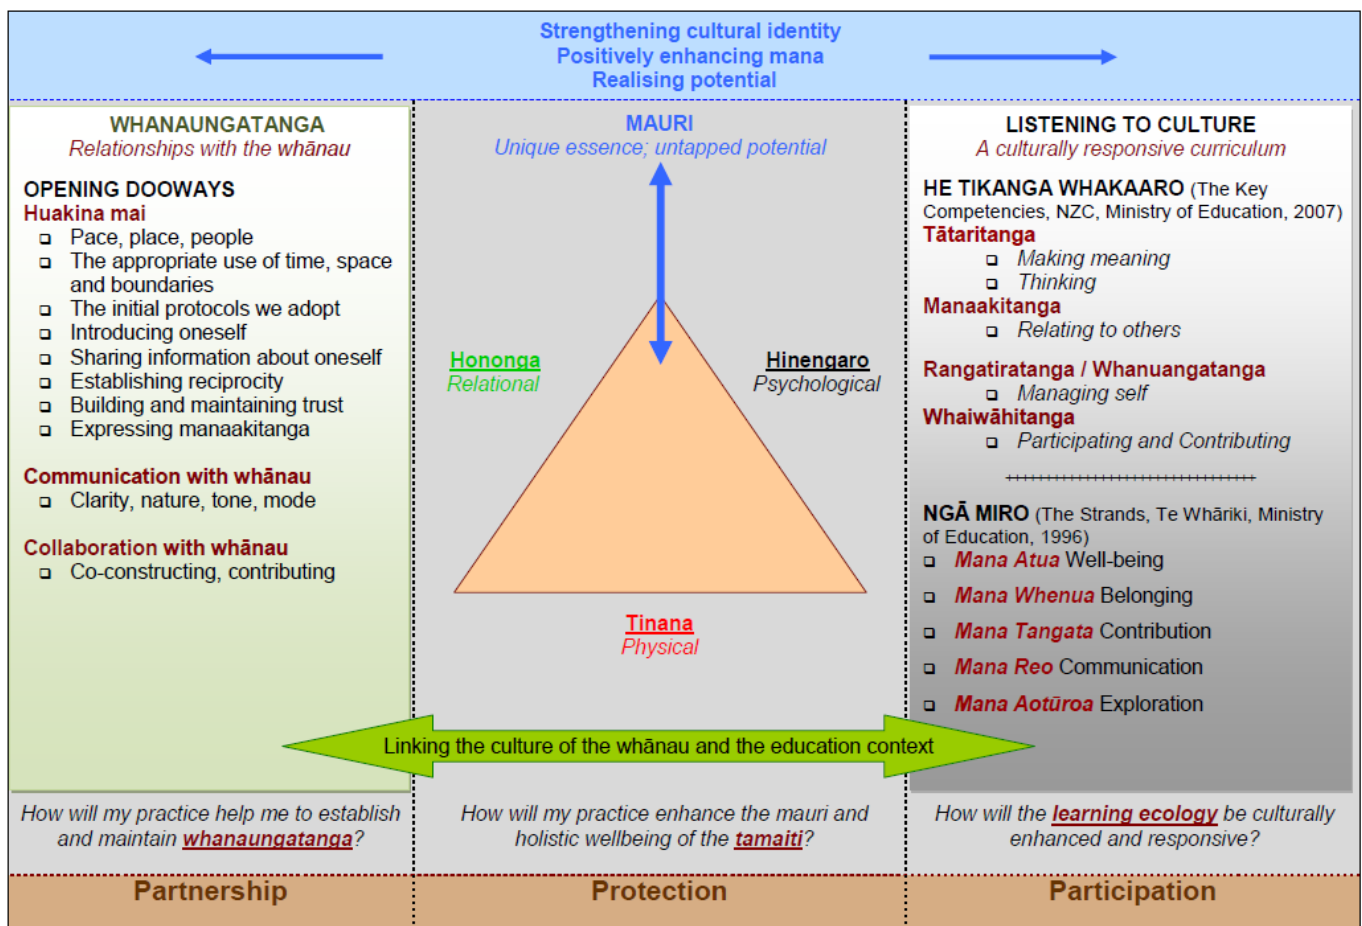 Strengthening cultural identity
Positively enhancing mana
Realising potential
WHANAUNGATANGA
Relationships with the whānau
OPENING DOOWAYS
Huakina mai
Pace, place, people
The appropriate use of time, space
and boundaries
The initial protocols we adopt
Introducing oneself
Sharing information about oneself
Establishing reciprocity
Building and maintaining trust
Expressing manaakitanga
Communication with whānau
Clarity, nature, tone, mode
Collaboration with whānau
Co-constructing, contributing
MAURI
Unique essence; untapped potential
Hononga
Relational
Hinengaro
Psychological
Tinana
Physical
LISTENING TO CULTURE
A culturally responsive curriculum
HE TIKANGA WHAKAARO (The Key
Competencies, NZC, Ministry of Education, 2007)
Tātaritanga
Making meaning
Thinking
Manaakitanga
Relating to others
Rangatiratanga / Whanuangatanga
Managing self
Whaiwāhitanga
Participating and Contributing
++++++++++++++++++++++++++++++++
NGĀ MIRO (The Strands, Te Whāriki, Ministry
of Education, 1996)
Mana Atua Well-being
Mana Whenua Belonging
Mana Tangata Contribution
Mana Reo Communication
Mana Aotūroa Exploration
Linking the culture of the whānau and the education context
How will my practice help me to establish
and maintain whanaungatanga?
How will my practice enhance the mauri and
holistic wellbeing of the tamaiti?
How will the learning ecology be culturally
enhanced and responsive?
Partnership
Protection
Participation